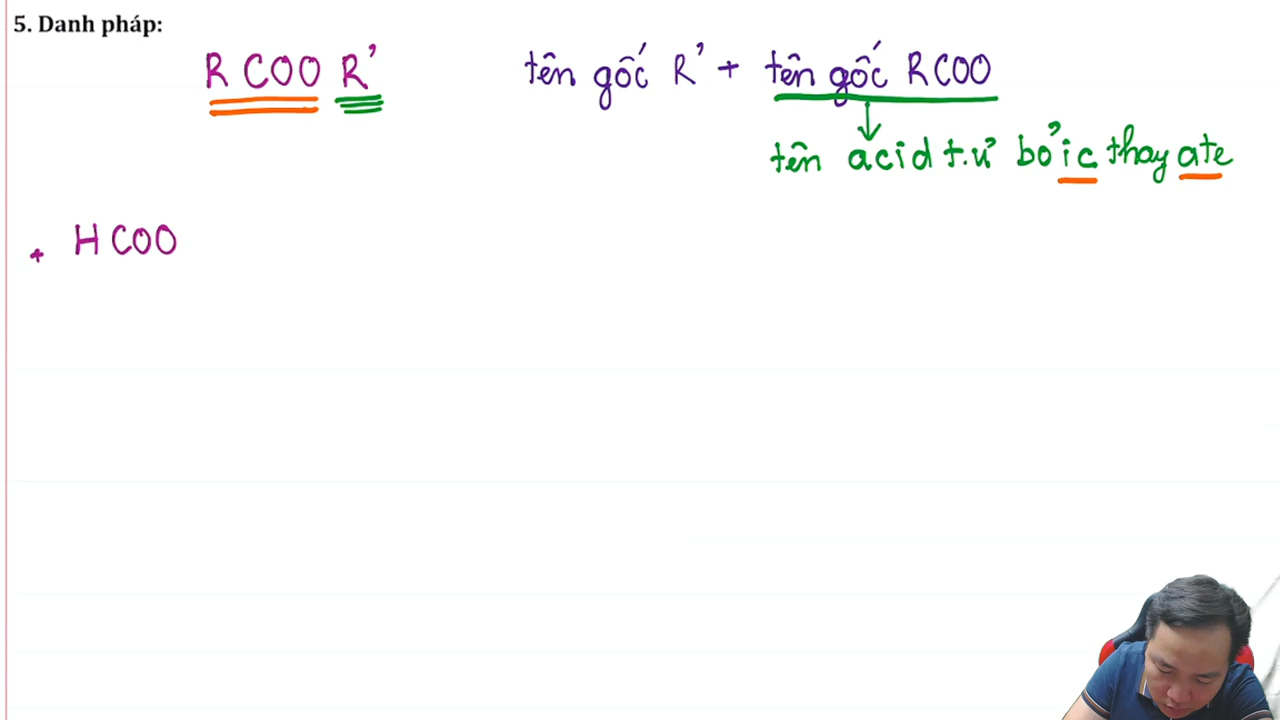 5. Danh pháp:
RCOOR' tên gốc R' + tên gốc RCOO
tên acid t.ư bỏ ic thay ate
+ HCOO